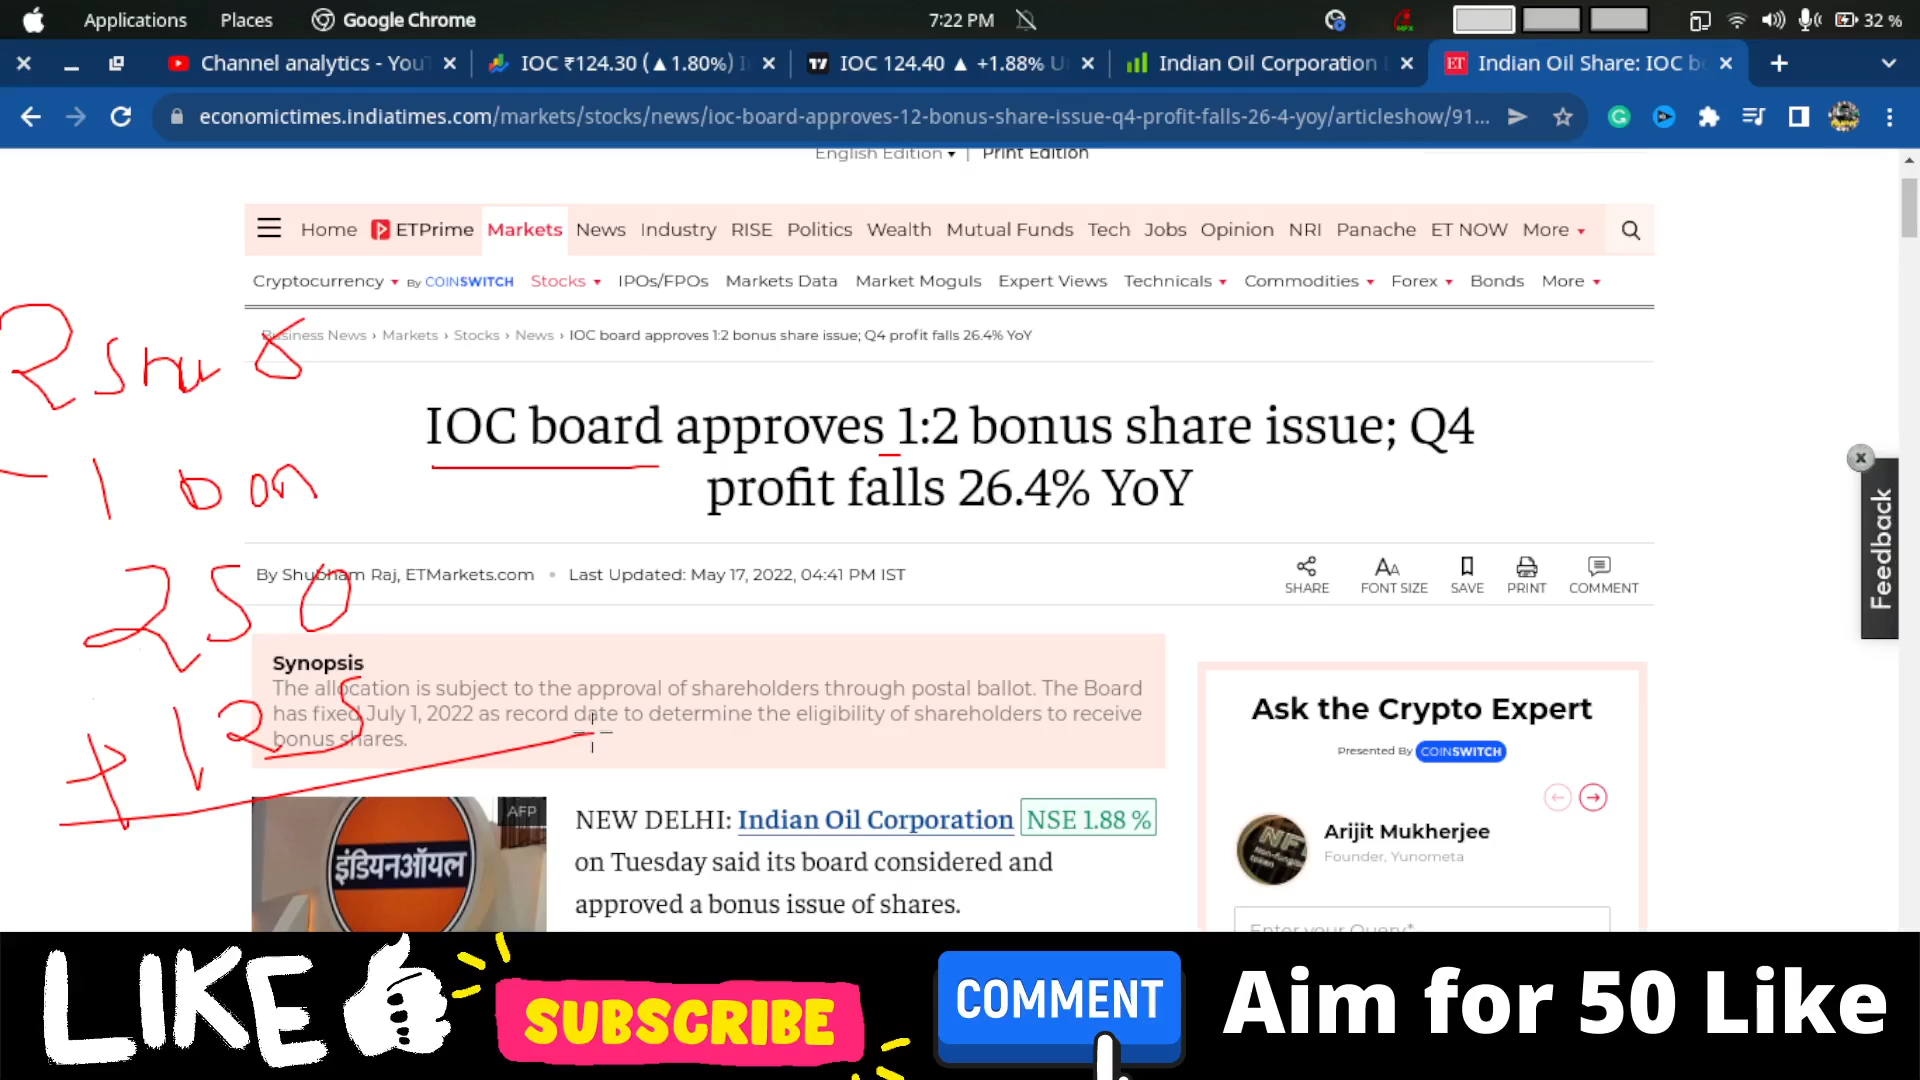 Applications Places Google Chrome 7:22 PM 32 %
Channel analytics - YouT IOC ₹124.30 (▲1.80%) I IOC 124.40 ▲ +1.88% U Indian Oil Corporation Indian Oil Share: IOC b
economictimes.indiatimes.com/markets/stocks/news/ioc-board-approves-12-bonus-share-issue-q4-profit-falls-26-4-yoy/articleshow/91...
English Edition | Print Edition
Home ETPrime Markets News Industry RISE Politics Wealth Mutual Funds Tech Jobs Opinion NRI Panache ET NOW More
Cryptocurrency By COINSWITCH Stocks IPOs/FPOs Markets Data Market Moguls Expert Views Technicals Commodities Forex Bonds More
Business News › Markets › Stocks › News › IOC board approves 1:2 bonus share issue; Q4 profit falls 26.4% YoY
2
IOC board approves 1:2 bonus share issue; Q4
profit falls 26.4% YoY
1 bon
By Shubham Raj, ETMarkets.com • Last Updated: May 17, 2022, 04:41 PM IST
SHARE FONT SIZE SAVE PRINT COMMENT
Feedback
250
+125
Synopsis
The allocation is subject to the approval of shareholders through postal ballot. The Board
has fixed July 1, 2022 as record date to determine the eligibility of shareholders to receive
bonus shares.
Ask the Crypto Expert
Presented By COINSWITCH
AFP
इंडियनऑयल
NEW DELHI: Indian Oil Corporation NSE 1.88 %
on Tuesday said its board considered and
approved a bonus issue of shares.
Arijit Mukherjee
Founder, Yunometa
Enter your Query*
LIKE SUBSCRIBE COMMENT Aim for 50 Like